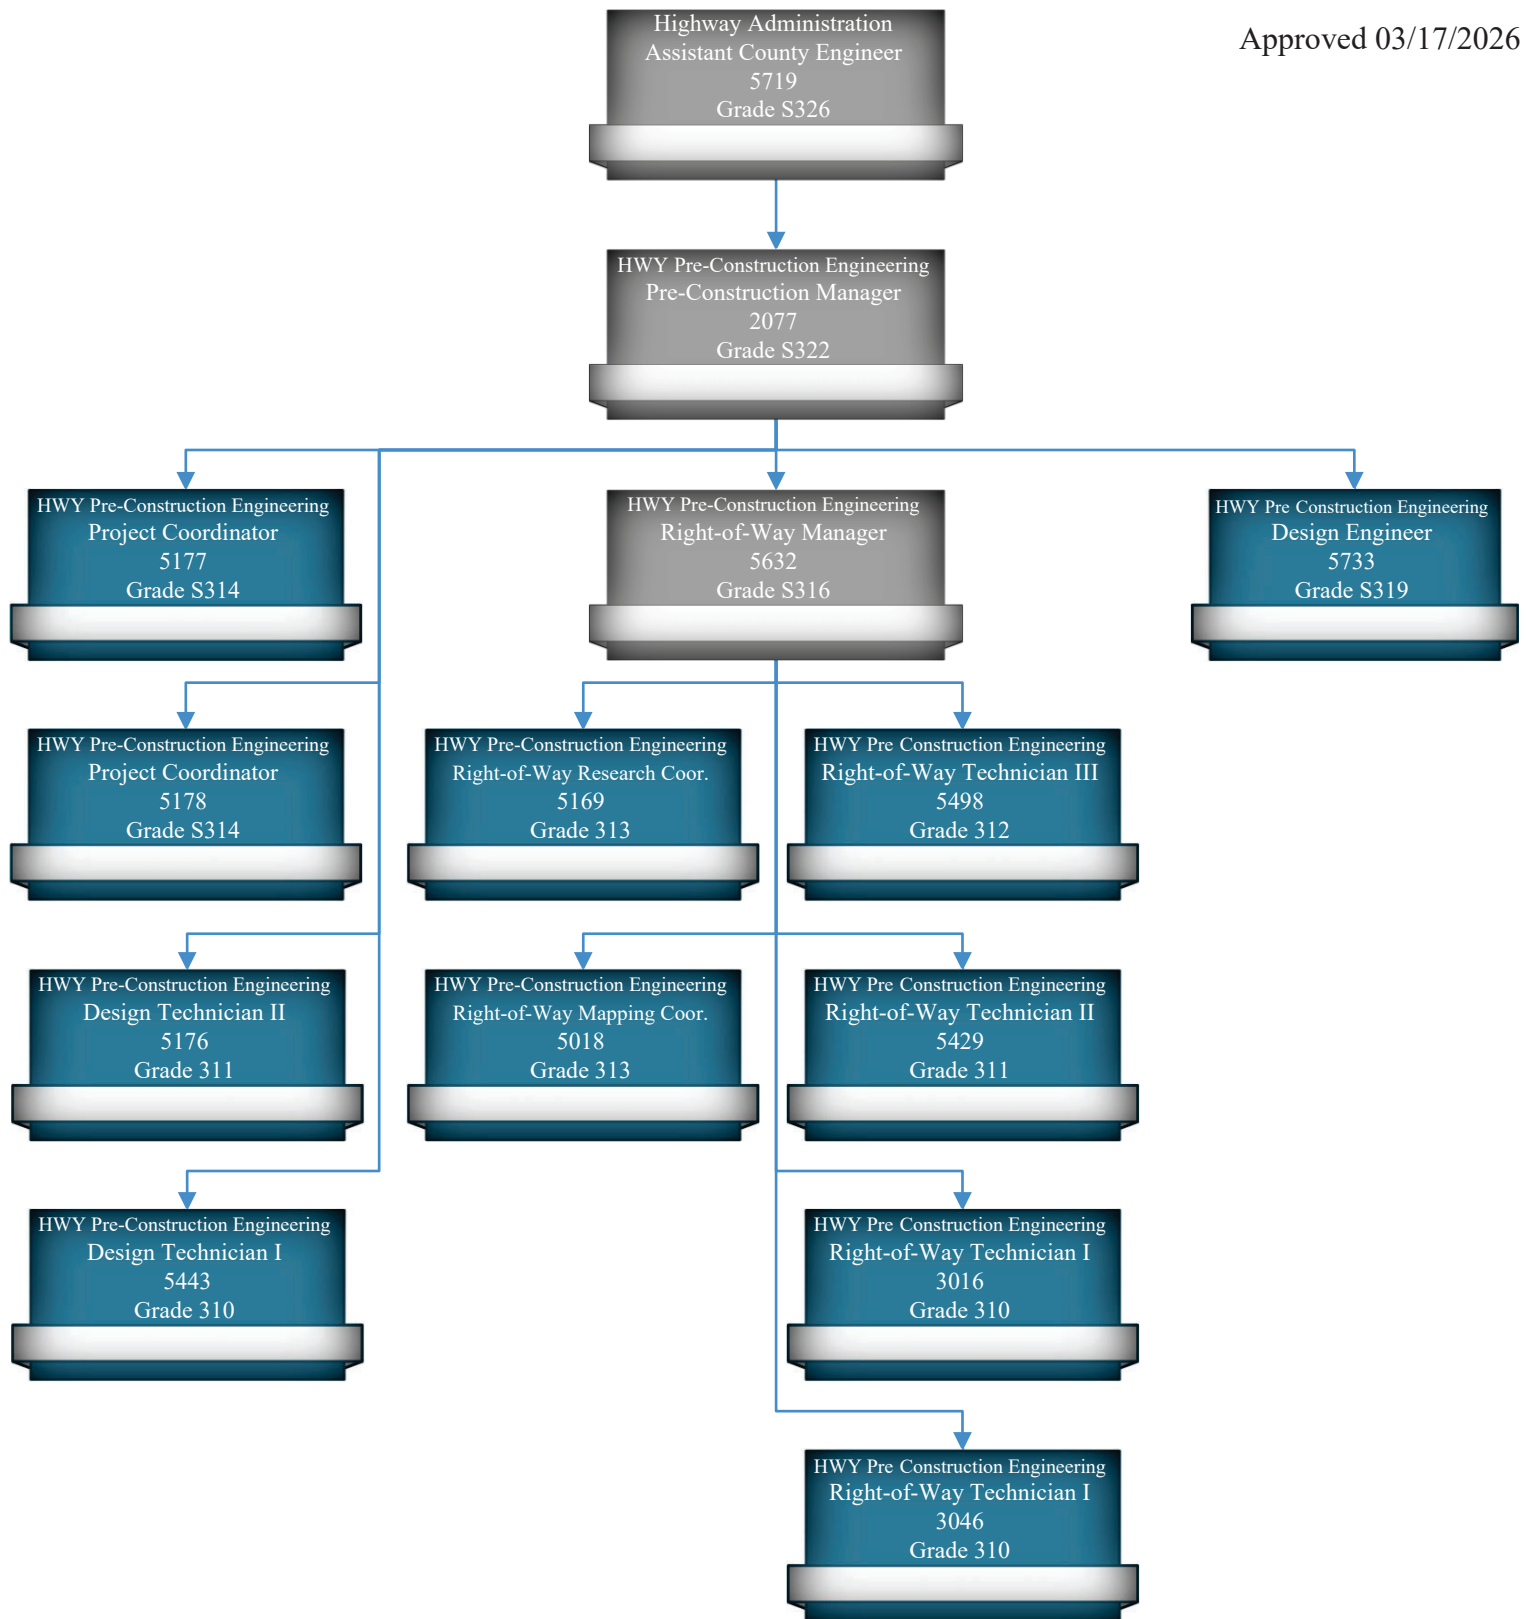 Approved 03/17/2026
Highway Administration
Assistant County Engineer
5719
Grade S326
HWY Pre-Construction Engineering
Pre-Construction Manager
2077
Grade S322
HWY Pre-Construction Engineering
Project Coordinator
5177
Grade S314
HWY Pre-Construction Engineering
Right-of-Way Manager
5632
Grade S316
HWY Pre Construction Engineering
Design Engineer
5733
Grade S319
HWY Pre-Construction Engineering
Project Coordinator
5178
Grade S314
HWY Pre-Construction Engineering
Right-of-Way Research Coor.
5169
Grade 313
HWY Pre Construction Engineering
Right-of-Way Technician III
5498
Grade 312
HWY Pre-Construction Engineering
Design Technician II
5176
Grade 311
HWY Pre-Construction Engineering
Right-of-Way Mapping Coor.
5018
Grade 313
HWY Pre Construction Engineering
Right-of-Way Technician II
5429
Grade 311
HWY Pre-Construction Engineering
Design Technician I
5443
Grade 310
HWY Pre Construction Engineering
Right-of-Way Technician I
3016
Grade 310
HWY Pre Construction Engineering
Right-of-Way Technician I
3046
Grade 310